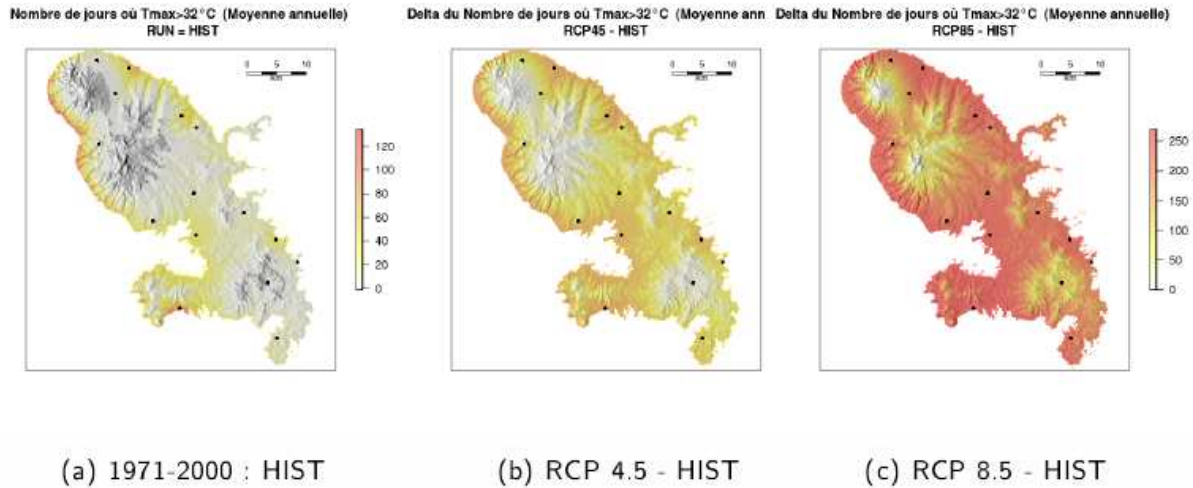 Nombre de jours où Tmax>32°C (Moyenne annuelle)
RUN = HIST
0 5 10
120
100
80
60
40
20
0
Delta du Nombre de jours où Tmax>32°C (Moyenne ann
RCP45 - HIST
0 5 10
Delta du Nombre de jours où Tmax>32°C (Moyenne annuelle)
RCP85 - HIST
0 5 10
250
200
150
100
50
0
(a) 1971-2000 : HIST
(b) RCP 4.5 - HIST
(c) RCP 8.5 - HIST